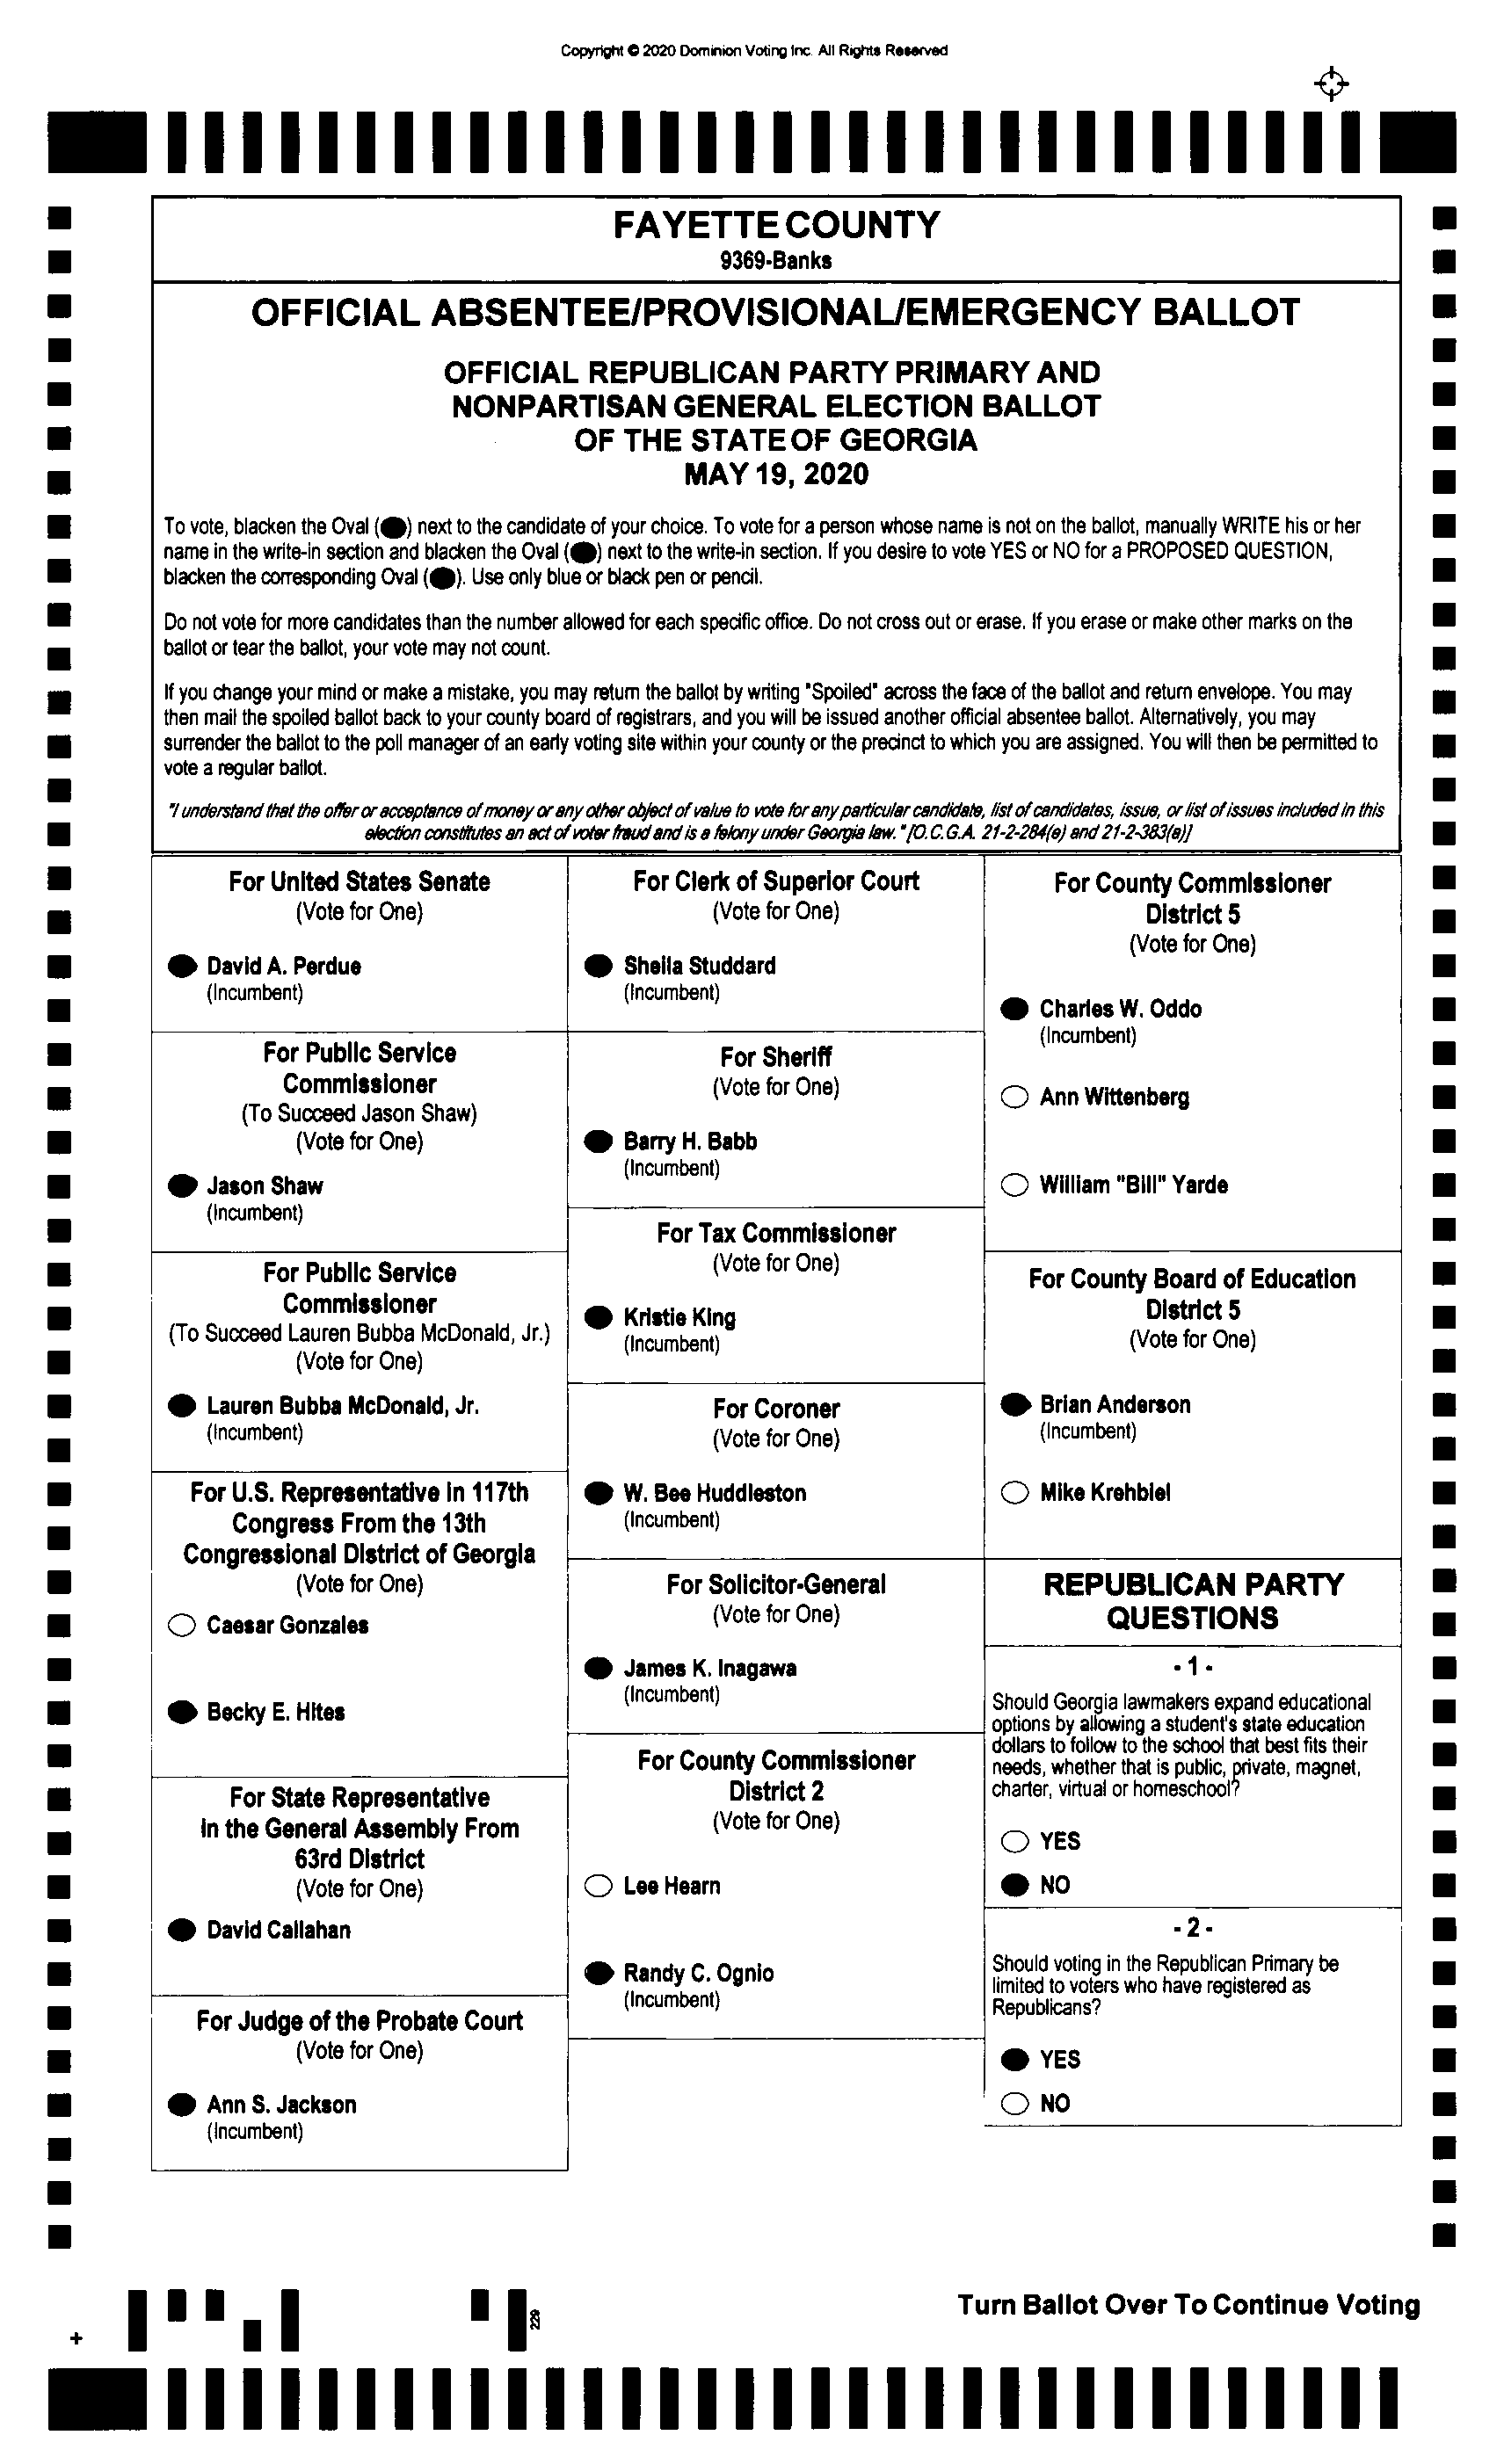 Copyright © 2020 Dominion Voting Inc. All Rights Reserved
FAYETTE COUNTY
9369-Banks
OFFICIAL ABSENTEE/PROVISIONAL/EMERGENCY BALLOT
OFFICIAL REPUBLICAN PARTY PRIMARY AND
NONPARTISAN GENERAL ELECTION BALLOT
OF THE STATE OF GEORGIA
MAY 19, 2020
To vote, blacken the Oval (●) next to the candidate of your choice. To vote for a person whose name is not on the ballot, manually WRITE his or her
name in the write-in section and blacken the Oval (●) next to the write-in section. If you desire to vote YES or NO for a PROPOSED QUESTION,
blacken the corresponding Oval (●). Use only blue or black pen or pencil.
Do not vote for more candidates than the number allowed for each specific office. Do not cross out or erase. If you erase or make other marks on the
ballot or tear the ballot, your vote may not count.
If you change your mind or make a mistake, you may return the ballot by writing "Spoiled" across the face of the ballot and return envelope. You may
then mail the spoiled ballot back to your county board of registrars, and you will be issued another official absentee ballot. Alternatively, you may
surrender the ballot to the poll manager of an early voting site within your county or the precinct to which you are assigned. You will then be permitted to
vote a regular ballot.
"I understand that the offer or acceptance of money or any other object of value to vote for any particular candidate, list of candidates, issue, or list of issues included in this
election constitutes an act of voter fraud and is a felony under Georgia law." [O.C.G.A. 21-2-284(e) and 21-2-383(a)]
For United States Senate
(Vote for One)
David A. Perdue
(Incumbent)
For Public Service
Commissioner
(To Succeed Jason Shaw)
(Vote for One)
Jason Shaw
(Incumbent)
For Public Service
Commissioner
(To Succeed Lauren Bubba McDonald, Jr.)
(Vote for One)
Lauren Bubba McDonald, Jr.
(Incumbent)
For U.S. Representative in 117th
Congress From the 13th
Congressional District of Georgia
(Vote for One)
Caesar Gonzales
Becky E. Hites
For State Representative
In the General Assembly From
63rd District
(Vote for One)
David Callahan
For Judge of the Probate Court
(Vote for One)
Ann S. Jackson
(Incumbent)
For Clerk of Superior Court
(Vote for One)
Sheila Studdard
(Incumbent)
For Sheriff
(Vote for One)
Barry H. Babb
(Incumbent)
For Tax Commissioner
(Vote for One)
Kristie King
(Incumbent)
For Coroner
(Vote for One)
W. Bee Huddleston
(Incumbent)
For Solicitor-General
(Vote for One)
James K. Inagawa
(Incumbent)
For County Commissioner
District 2
(Vote for One)
Lee Hearn
Randy C. Ognio
(Incumbent)
For County Commissioner
District 5
(Vote for One)
Charles W. Oddo
(Incumbent)
Ann Wittenberg
William "Bill" Yarde
For County Board of Education
District 5
(Vote for One)
Brian Anderson
(Incumbent)
Mike Krehbiel
REPUBLICAN PARTY
QUESTIONS
- 1 -
Should Georgia lawmakers expand educational
options by allowing a student's state education
dollars to follow to the school that best fits their
needs, whether that is public, private, magnet,
charter, virtual or homeschool?
YES
NO
- 2 -
Should voting in the Republican Primary be
limited to voters who have registered as
Republicans?
YES
NO
229
Turn Ballot Over To Continue Voting